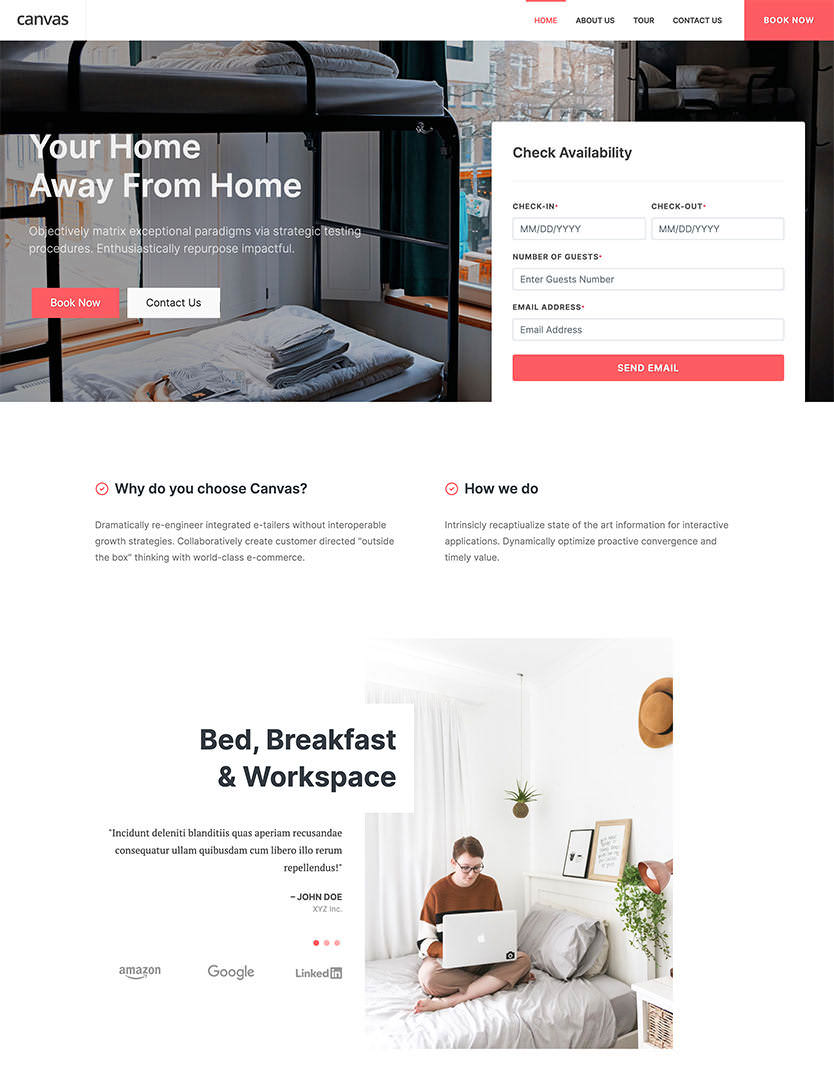 canvas
HOME
ABOUT US
TOUR
CONTACT US
BOOK NOW
Your Home
Away From Home
Objectively matrix exceptional paradigms via strategic testing
procedures. Enthusiastically repurpose impactful.
Book Now
Contact Us
Check Availability
CHECK-IN*
CHECK-OUT*
MM/DD/YYYY
MM/DD/YYYY
NUMBER OF GUESTS*
Enter Guests Number
EMAIL ADDRESS*
Email Address
SEND EMAIL
Why do you choose Canvas?
Dramatically re-engineer integrated e-tailers without interoperable
growth strategies. Collaboratively create customer directed "outside
the box" thinking with world-class e-commerce.
How we do
Intrinsicly recaptiualize state of the art information for interactive
applications. Dynamically optimize proactive convergence and
timely value.
Bed, Breakfast
& Workspace
"Incidunt deleniti blanditiis quas aperiam recusandae
consequatur ullam quibusdam cum libero illo rerum
repellendus!"
– JOHN DOE
XYZ Inc.
amazon
Google
Linked in